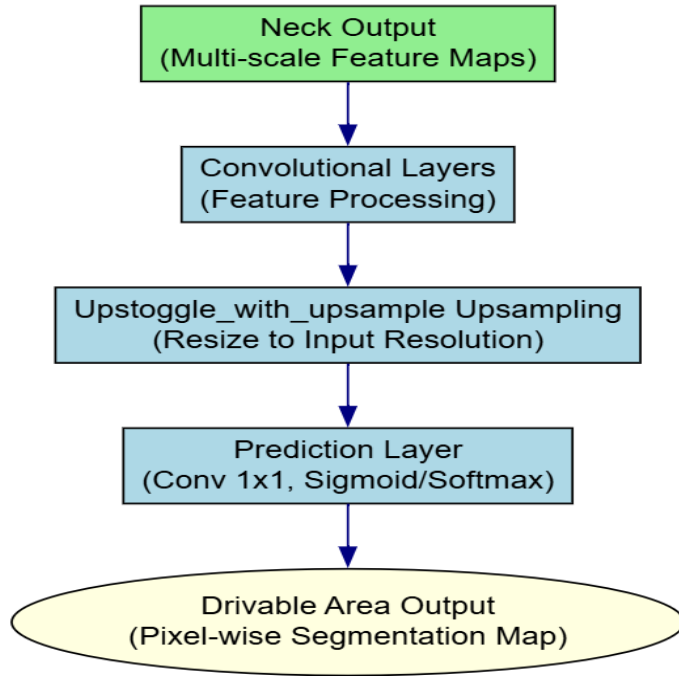 Neck Output
(Multi-scale Feature Maps)
Convolutional Layers
(Feature Processing)
Upstoggle_with_upsample Upsampling
(Resize to Input Resolution)
Prediction Layer
(Conv 1x1, Sigmoid/Softmax)
Drivable Area Output
(Pixel-wise Segmentation Map)